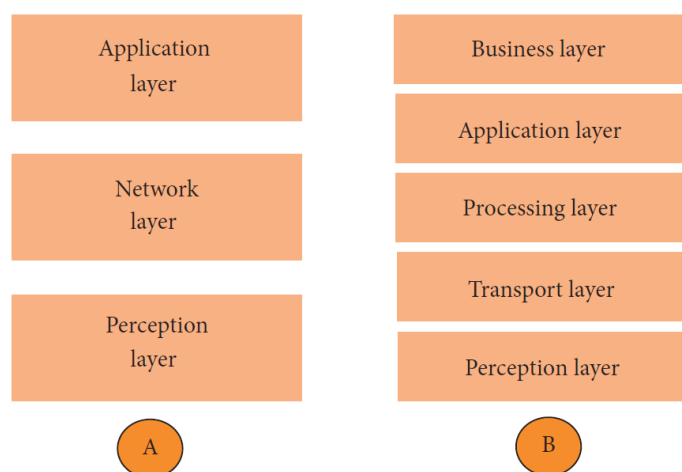 Application
layer
Network
layer
Perception
layer
A
Business layer
Application layer
Processing layer
Transport layer
Perception layer
B